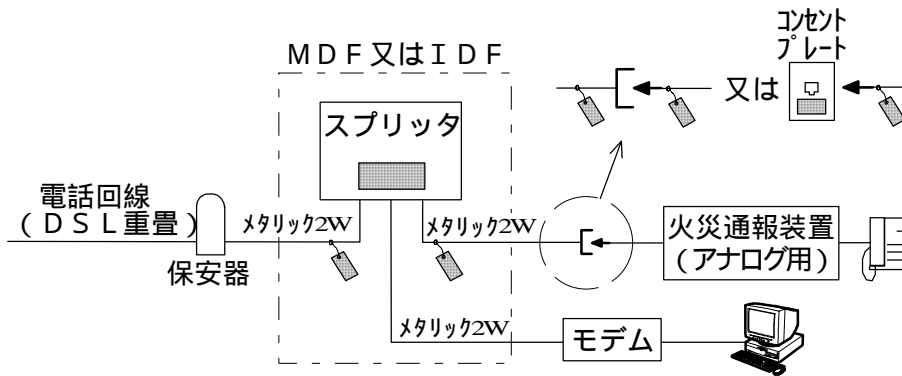 コンセント
プレート
MDF又はIDF
又は
スプリッタ
電話回線
(DSL重畳)
メタリック2W
メタリック2W
火災通報装置
(アナログ用)
保安器
メタリック2W
モデム